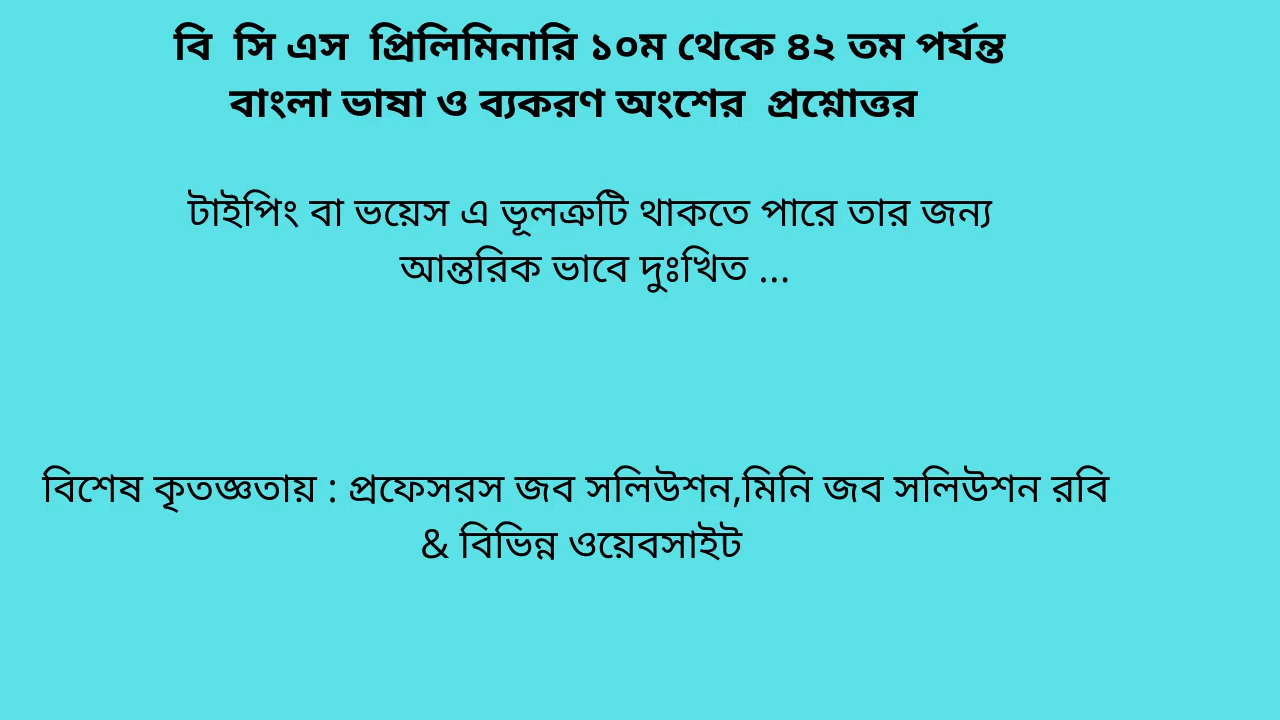 বি সি এস প্রিলিমিনারি ১০ম থেকে ৪২ তম পর্যন্ত
বাংলা ভাষা ও ব্যকরণ অংশের প্রশ্নোত্তর
টাইপিং বা ভয়েস এ ভূলত্রুটি থাকতে পারে তার জন্য
আন্তরিক ভাবে দুঃখিত ...
বিশেষ কৃতজ্ঞতায় : প্রফেসরস জব সলিউশন,মিনি জব সলিউশন রবি
& বিভিন্ন ওয়েবসাইট